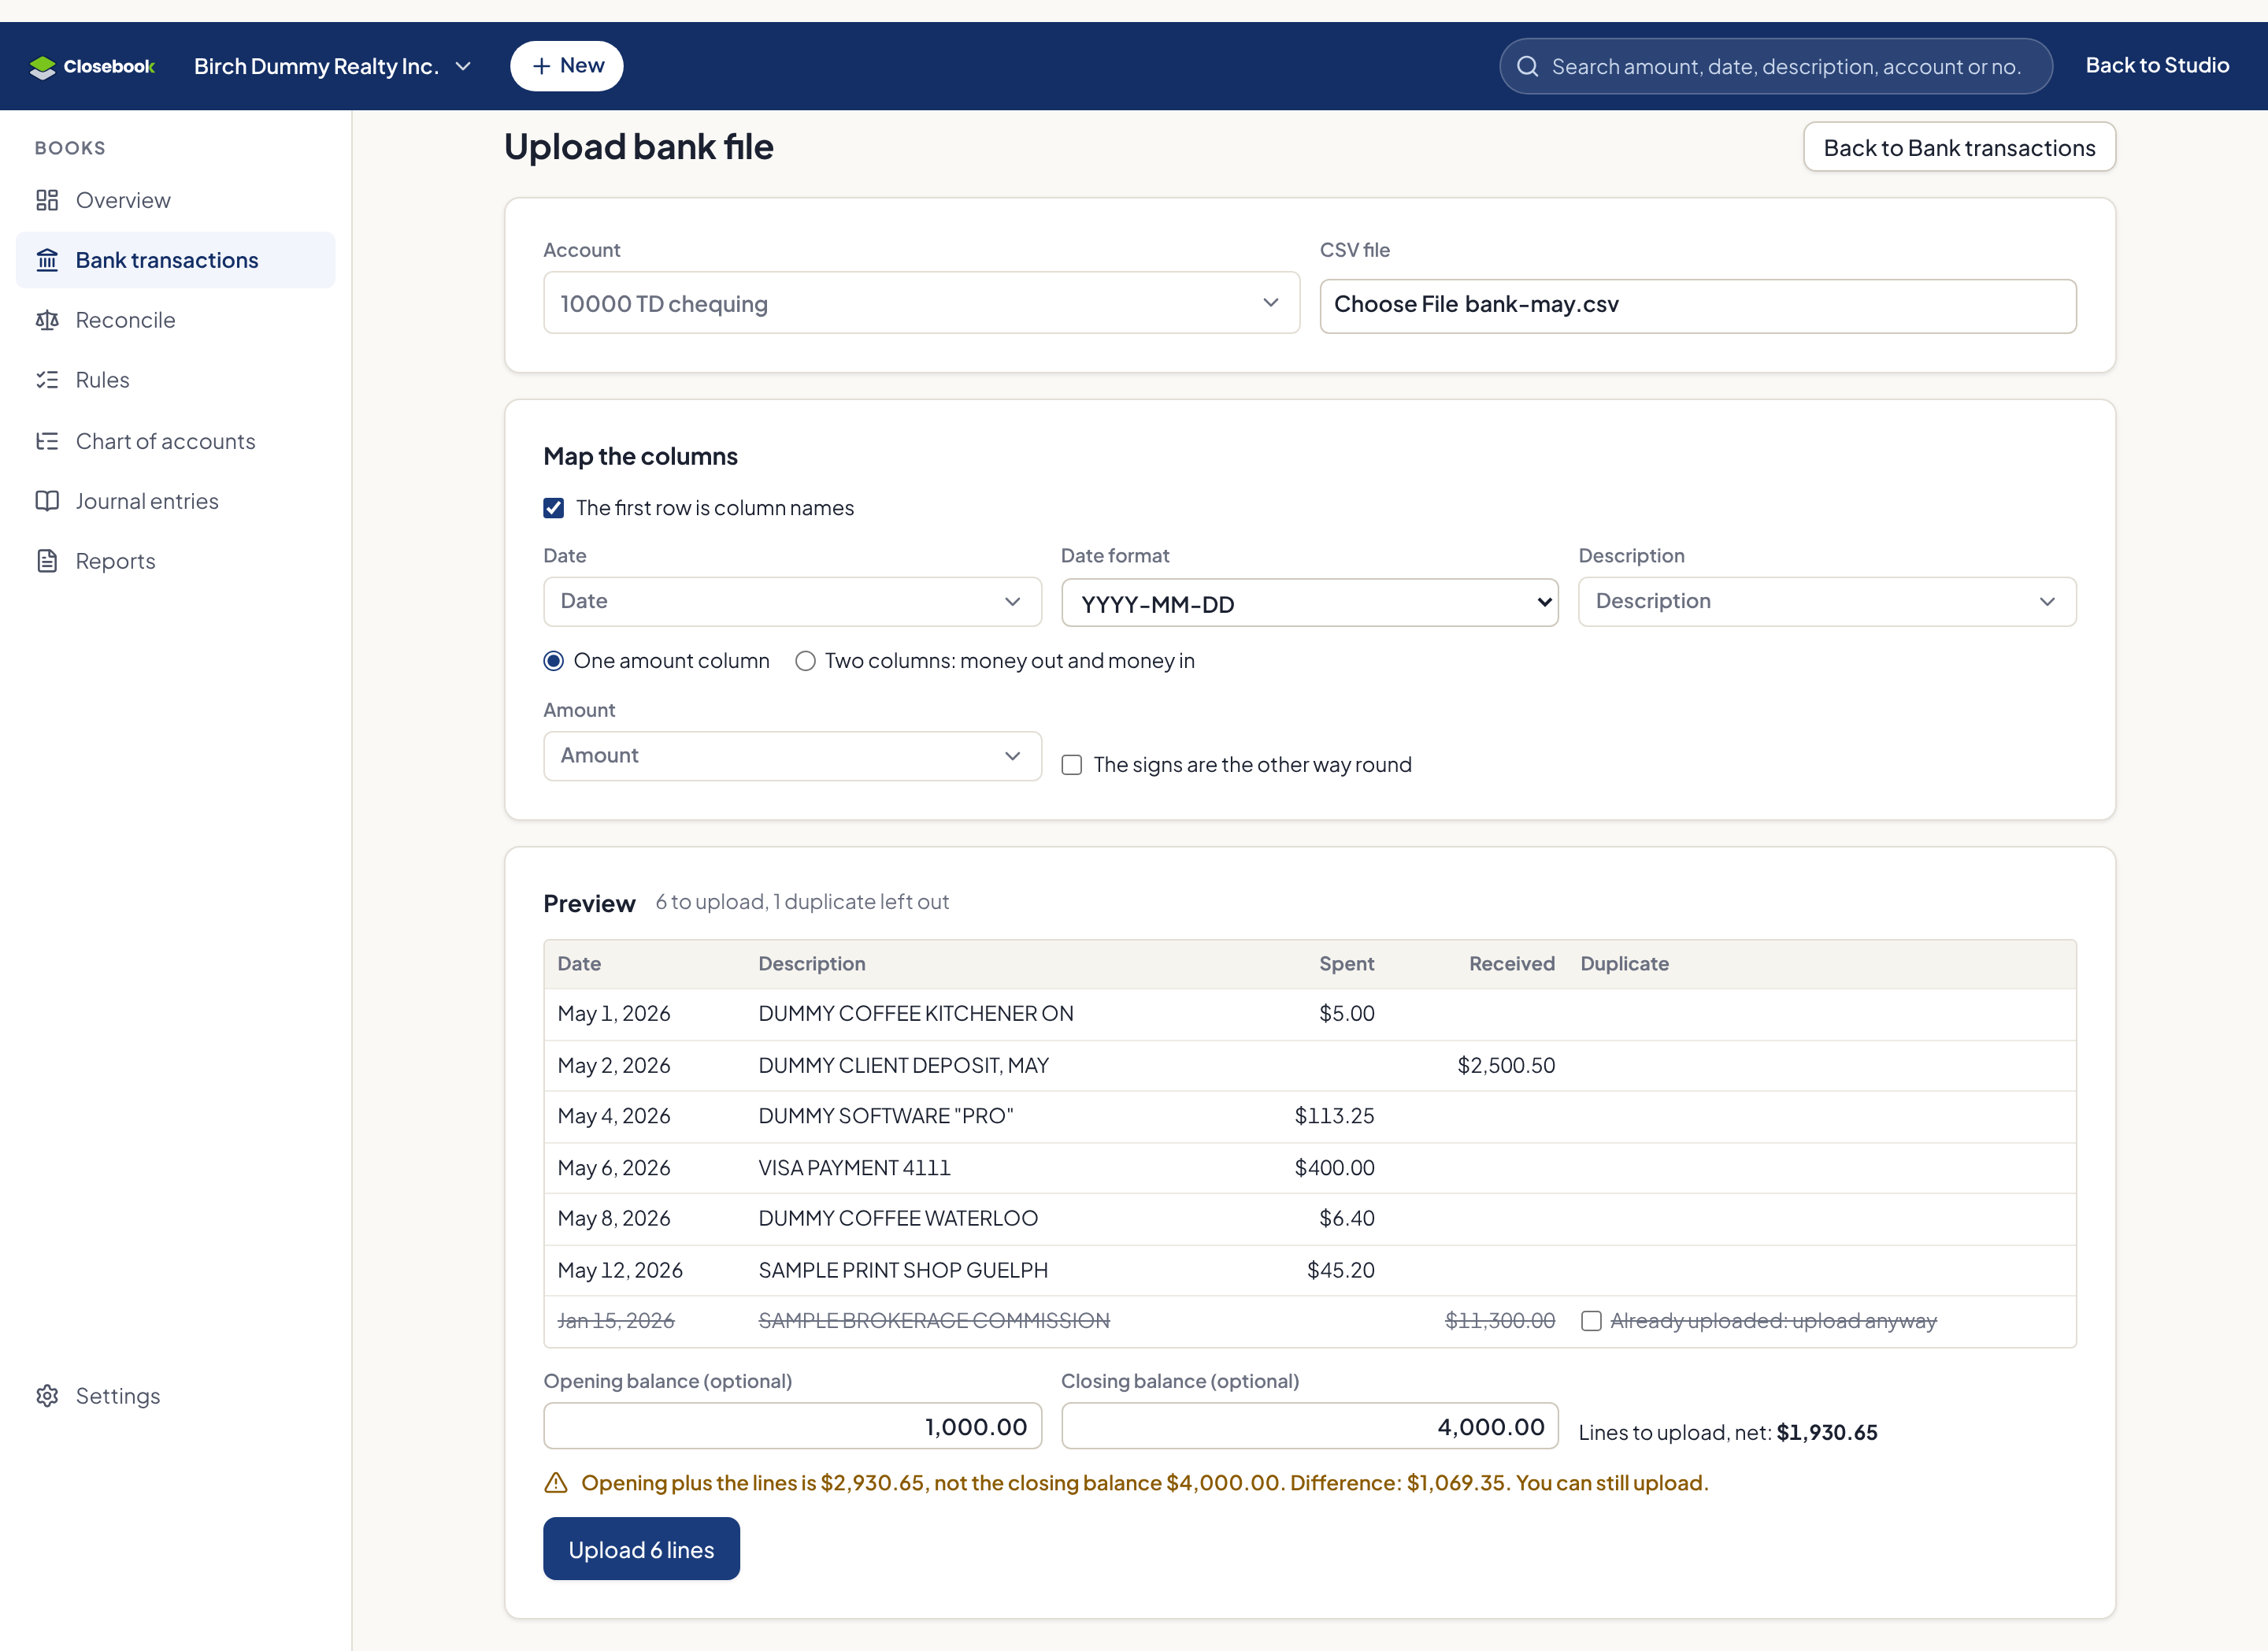 Closebook
Birch Dummy Realty Inc.
New
Search amount, date, description, account or no.
Back to Studio
BOOKS
Overview
Bank transactions
Reconcile
Rules
Chart of accounts
Journal entries
Reports
Settings
Upload bank file
Back to Bank transactions
Account
CSV file
10000 TD chequing
Choose File bank-may.csv
Map the columns
The first row is column names
Date
Date format
Description
Date
YYYY-MM-DD
Description
One amount column
Two columns: money out and money in
Amount
Amount
The signs are the other way round
Preview 6 to upload, 1 duplicate left out
Date Description Spent Received Duplicate
May 1, 2026 DUMMY COFFEE KITCHENER ON $5.00
May 2, 2026 DUMMY CLIENT DEPOSIT, MAY $2,500.50
May 4, 2026 DUMMY SOFTWARE "PRO" $113.25
May 6, 2026 VISA PAYMENT 4111 $400.00
May 8, 2026 DUMMY COFFEE WATERLOO $6.40
May 12, 2026 SAMPLE PRINT SHOP GUELPH $45.20
Jan 15, 2026 SAMPLE BROKERAGE COMMISSION $11,300.00 Already uploaded: upload anyway
Opening balance (optional)
Closing balance (optional)
1,000.00
4,000.00
Lines to upload, net: $1,930.65
Opening plus the lines is $2,930.65, not the closing balance $4,000.00. Difference: $1,069.35. You can still upload.
Upload 6 lines